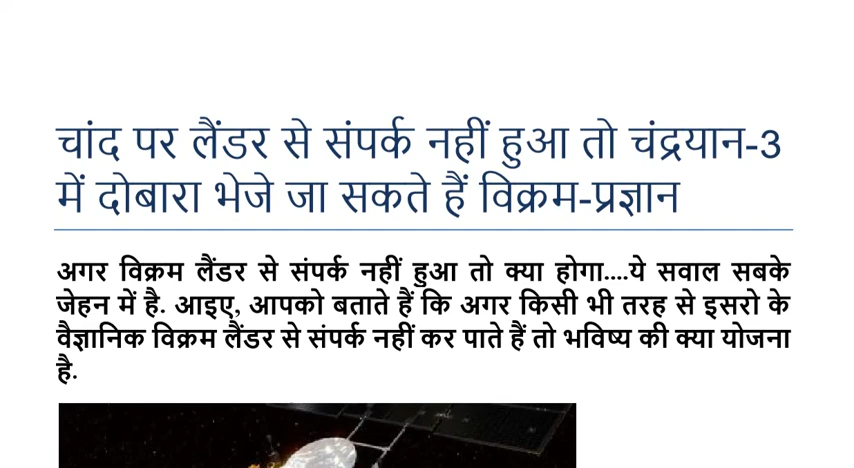 चांद पर लैंडर से संपर्क नहीं हुआ तो चंद्रयान-3
में दोबारा भेजे जा सकते हैं विक्रम-प्रज्ञान
अगर विक्रम लैंडर से संपर्क नहीं हुआ तो क्या होगा....ये सवाल सबके
जेहन में है. आइए, आपको बताते हैं कि अगर किसी भी तरह से इसरो के
वैज्ञानिक विक्रम लैंडर से संपर्क नहीं कर पाते हैं तो भविष्य की क्या योजना
है.